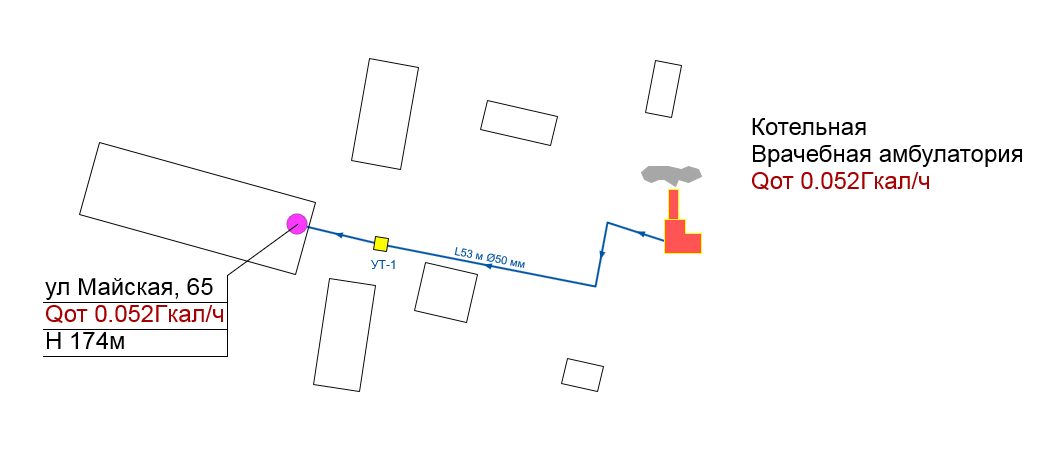 Котельная
Врачебная амбулатория
Qот 0.052Гкал/ч
L53 м Ø50 мм
УТ-1
ул Майская, 65
Qот 0.052Гкал/ч
Н 174м